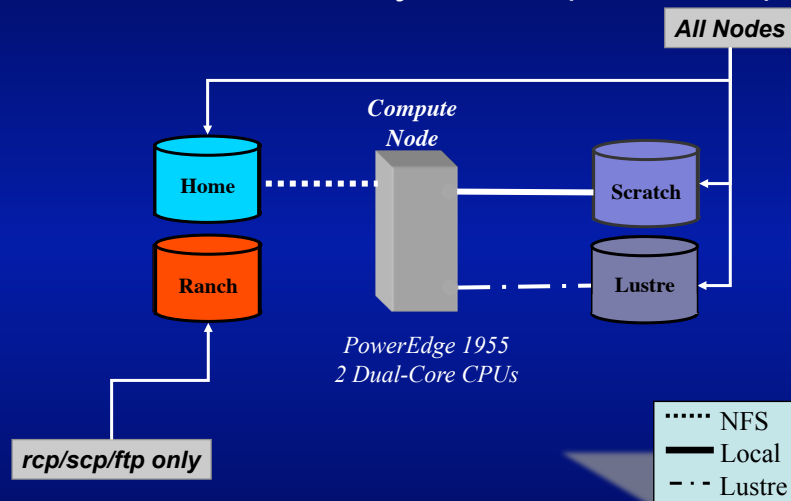 All Nodes
Compute
Node
Home
Scratch
Ranch
Lustre
PowerEdge 1955
2 Dual-Core CPUs
rcp/scp/ftp only
NFS
Local
Lustre